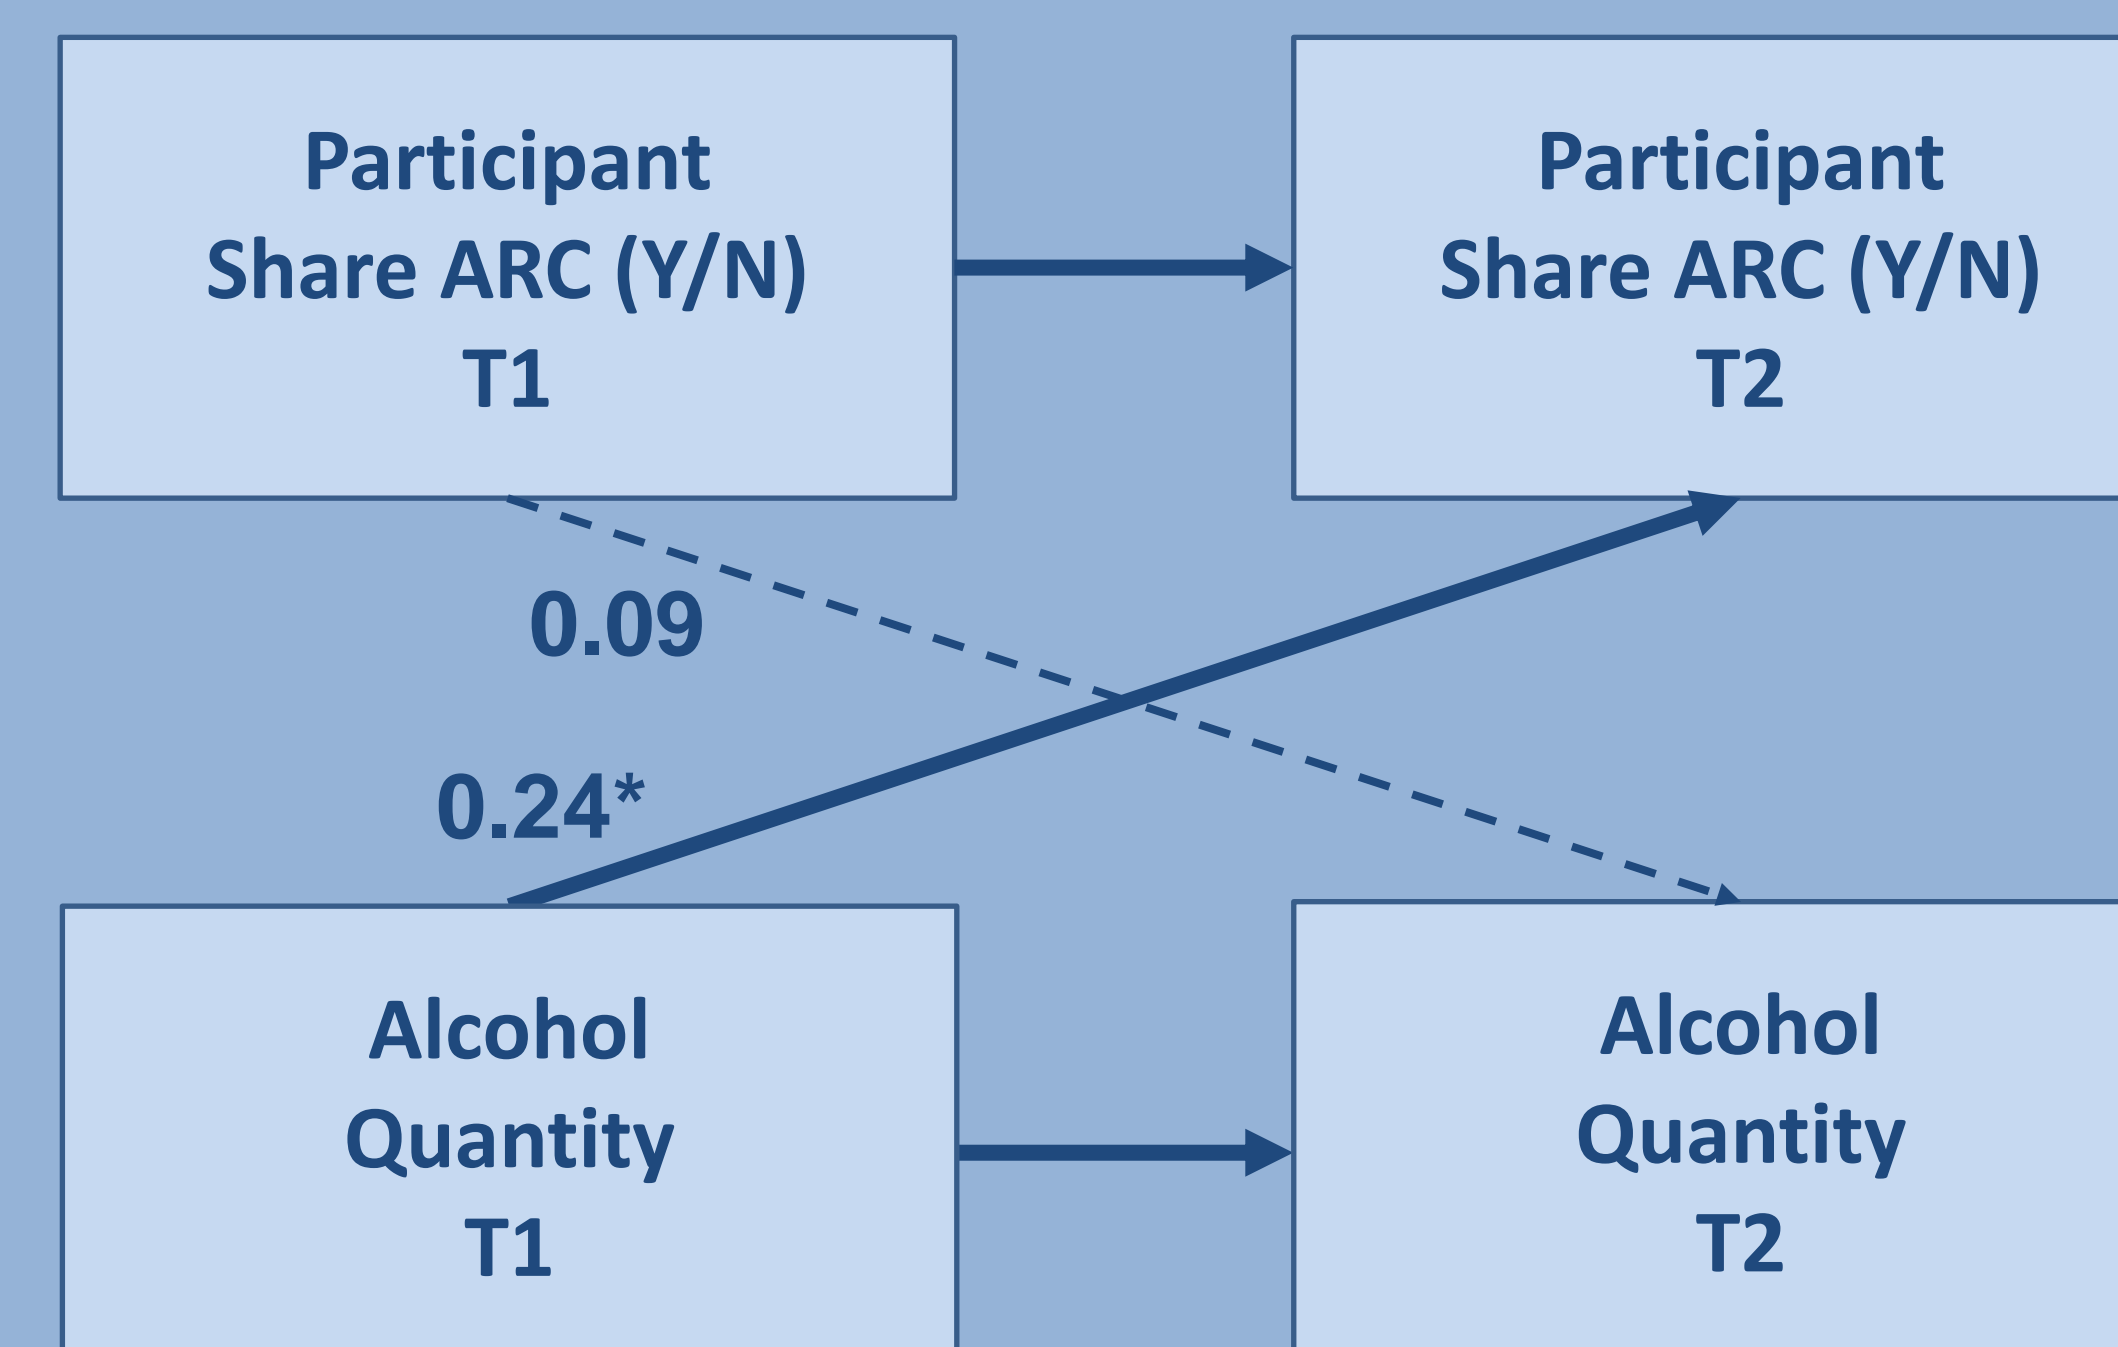 Participant
Share ARC (Y/N)
T1
Participant
Share ARC (Y/N)
T2
0.09
0.24*
Alcohol
Quantity
T1
Alcohol
Quantity
T2